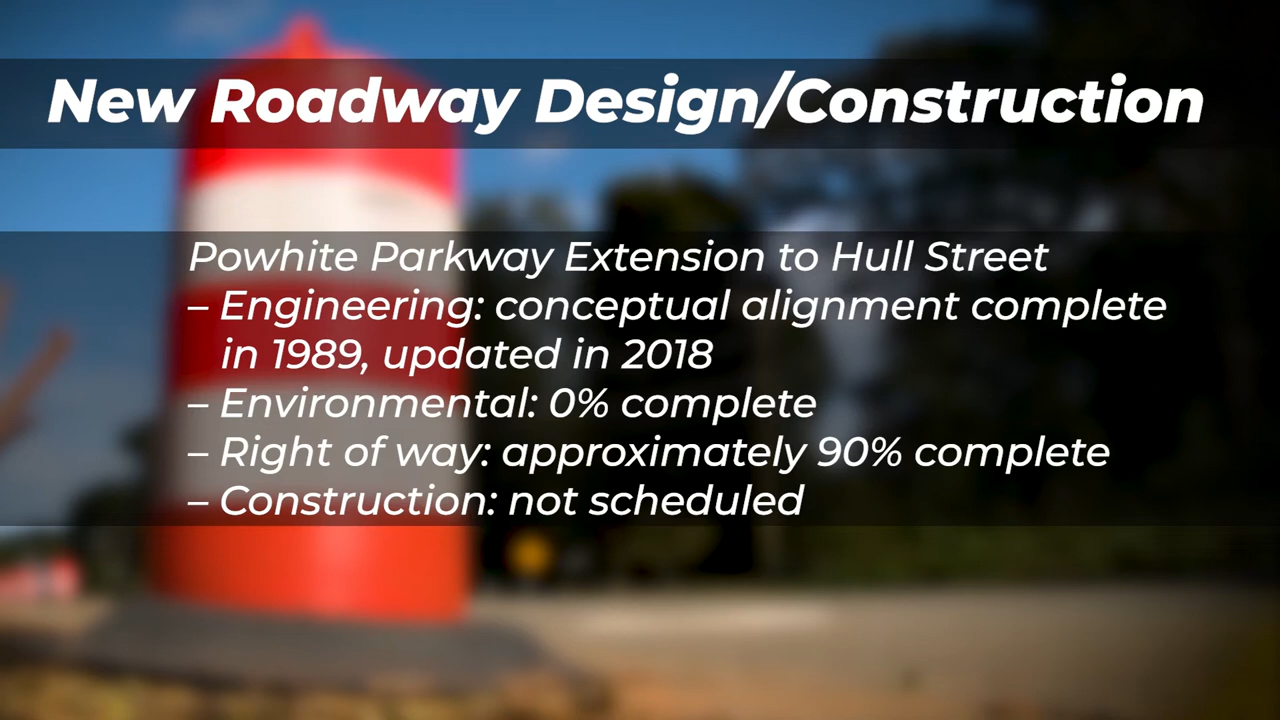 New Roadway Design/Construction
Powhite Parkway Extension to Hull Street
– Engineering: conceptual alignment complete
in 1989, updated in 2018
– Environmental: 0% complete
– Right of way: approximately 90% complete
– Construction: not scheduled